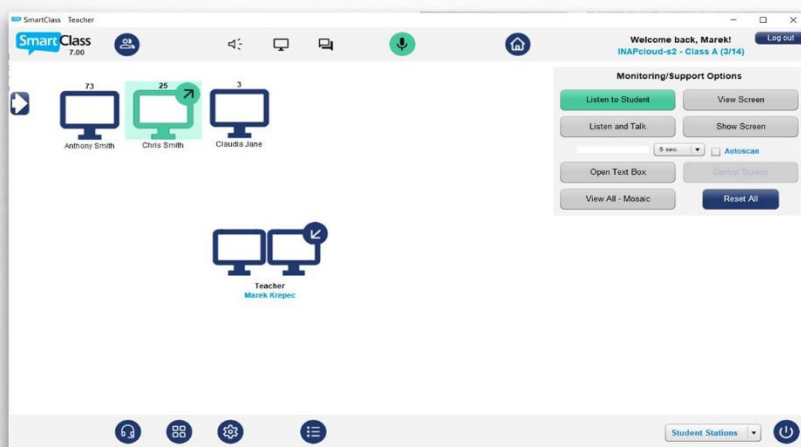 SmartClass Teacher
SmartClass
7.00
Welcome back, Marek!
INAPcloud-s2 - Class A (3/14)
Log out
Monitoring/Support Options
Listen to Student
View Screen
Listen and Talk
Show Screen
5 sec.
Autoscan
Open Text Box
Control Screen
View All - Mosaic
Reset All
73
25
3
Anthony Smith
Chris Smith
Claudia Jane
Teacher
Marek Krepec
Student Stations